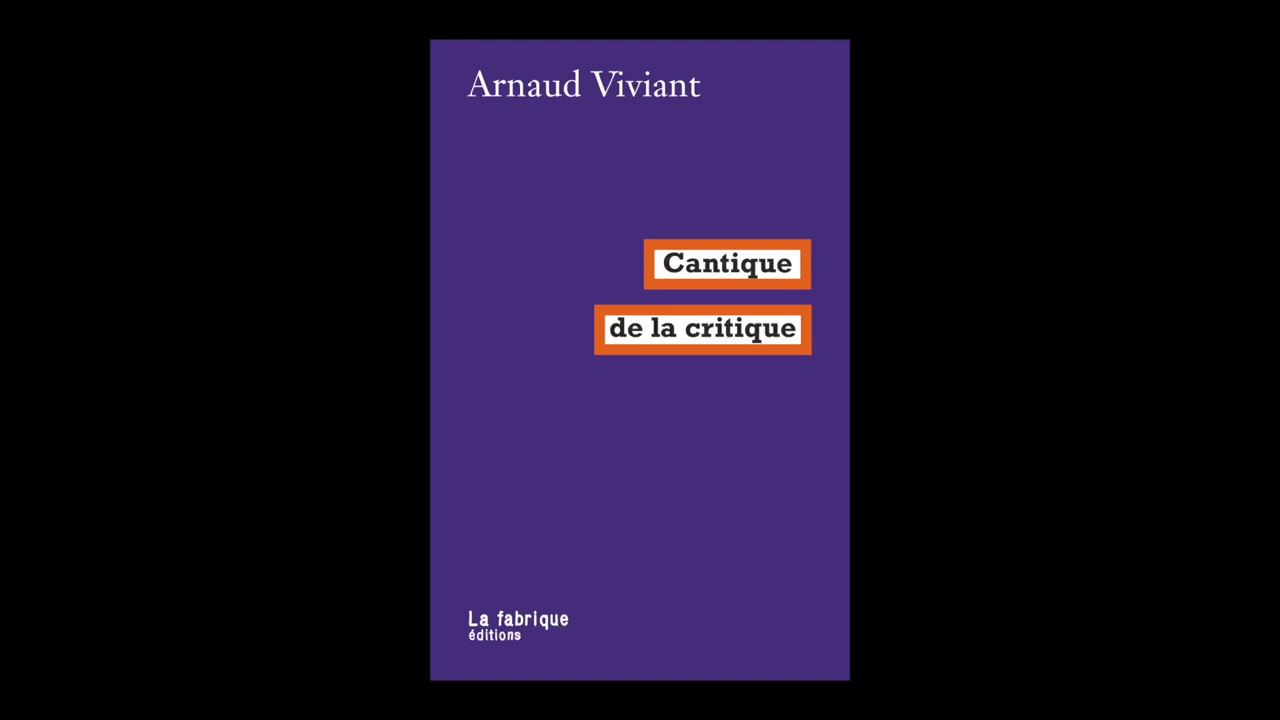 Arnaud Viviant
Cantique
de la critique
La fabrique
éditions